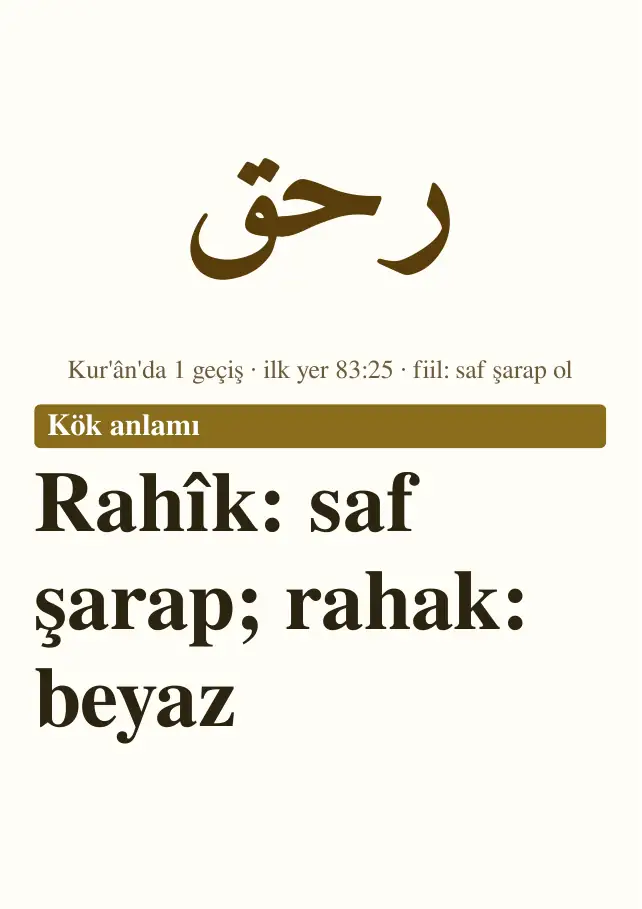 رحق
Kur'ân'da 1 geçiş · ilk yer 83:25 · fiil: saf şarap ol
Kök anlamı
Rahîk: saf
şarap; rahak:
beyaz